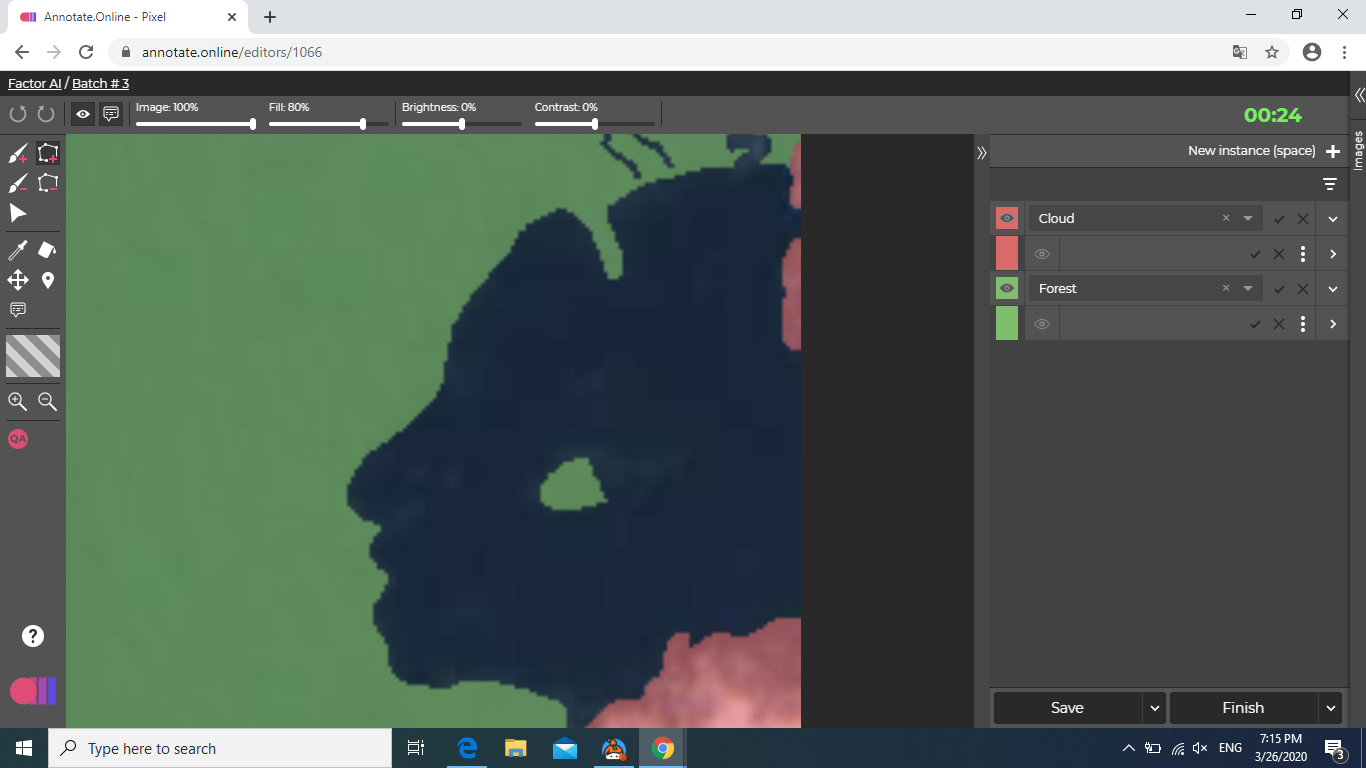 Annotate.Online - Pixel
annotate.online/editors/1066
Factor AI / Batch # 3
Image: 100% Fill: 80% Brightness: 0% Contrast: 0%
00:24
Images
New instance (space)
Cloud
Forest
QA
?
Save Finish
Type here to search
ENG
7:15 PM
3/26/2020
3